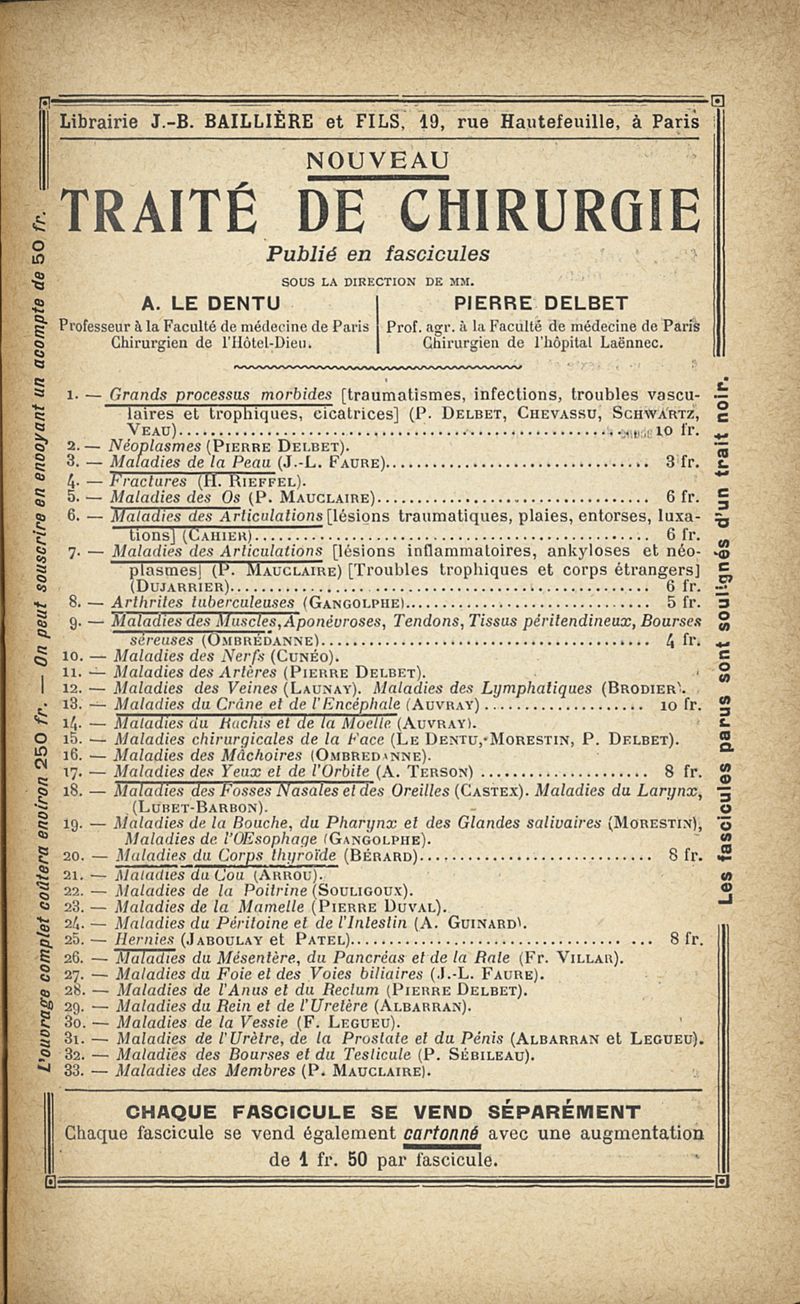 Librairie J.-B. BAILLIÈRE et FILS, 19, rue Hautefeuille, à Paris
NOUVEAU
TRAITÉ DE CHIRURGIE
Publié en fascicules
SOUS LA DIRECTION DE MM.
A. LE DENTU
Professeur à la Faculté de médecine de Paris
Chirurgien de l'Hôtel-Dieu.
PIERRE DELBET
Prof. agr. à la Faculté de médecine de Paris
Chirurgien de l'hôpital Laënnec.
1. — Grands processus morbides [traumatismes, infections, troubles vascu-
laires et trophiques, cicatrices] (P. DELBET, CHEVASSU, SCHWARTZ,
VEAU)........ 10 fr.
2. — Néoplasmes (PIERRE DELBET).
3. — Maladies de la Peau (J.-L. FAURE)........ 3 fr.
4. — Fractures (H. RIEFFEL).
5. — Maladies des Os (P. MAUCLAIRE)........ 6 fr.
6. — Maladies des Articulations [lésions traumatiques, plaies, entorses, luxa-
tions] (CAHIER)........ 6 fr.
7. — Maladies des Articulations [lésions inflammatoires, ankyloses et néo-
plasmes] (P. MAUCLAIRE) [Troubles trophiques et corps étrangers]
(DUJARRIER)........ 6 fr.
8. — Arthrites tuberculeuses (GANGOLPHE)........ 5 fr.
9. — Maladies des Muscles, Aponévroses, Tendons, Tissus péritendineux, Bourses
séreuses (OMBRÉDANNE)........ 4 fr.
10. — Maladies des Nerfs (CUNÉO).
11. — Maladies des Artères (PIERRE DELBET).
12. — Maladies des Veines (LAUNAY). Maladies des Lymphatiques (BRODIER).
13. — Maladies du Crâne et de l'Encéphale (AUVRAY)........ 10 fr.
14. — Maladies du Rachis et de la Moelle (AUVRAY).
15. — Maladies chirurgicales de la Face (LE DENTU, MORESTIN, P. DELBET).
16. — Maladies des Mâchoires (OMBREDANNE).
17. — Maladies des Yeux et de l'Orbite (A. TERSON)........ 8 fr.
18. — Maladies des Fosses Nasales et des Oreilles (CASTEX). Maladies du Larynx,
(LUBET-BARBON).
19. — Maladies de la Bouche, du Pharynx et des Glandes salivaires (MORESTIN),
Maladies de l'Œsophage (GANGOLPHE).
20. — Maladies du Corps thyroïde (BÉRARD)........ 8 fr.
21. — Maladies du Cou (ARROU).
22. — Maladies de la Poitrine (SOULIGOUX).
23. — Maladies de la Mamelle (PIERRE DUVAL).
24. — Maladies du Péritoine et de l'Intestin (A. GUINARD).
25. — Hernies (JABOULAY et PATEL)........ 8 fr.
26. — Maladies du Mésentère, du Pancréas et de la Rate (Fr. VILLAR).
27. — Maladies du Foie et des Voies biliaires (J.-L. FAURE).
28. — Maladies de l'Anus et du Rectum (PIERRE DELBET).
29. — Maladies du Rein et de l'Uretère (ALBARRAN).
30. — Maladies de la Vessie (F. LEGUEU).
31. — Maladies de l'Urètre, de la Prostate et du Pénis (ALBARRAN et LEGUEU).
32. — Maladies des Bourses et du Testicule (P. SÉBILEAU).
33. — Maladies des Membres (P. MAUCLAIRE).
CHAQUE FASCICULE SE VEND SÉPARÉMENT
Chaque fascicule se vend également cartonné avec une augmentation
de 1 fr. 50 par fascicule.
L'ouvrage complet coûtera environ 250 fr. — On peut souscrire en envoyant un acompte de 50 fr.
Les fascicules parus sont soulignés d'un trait noir.